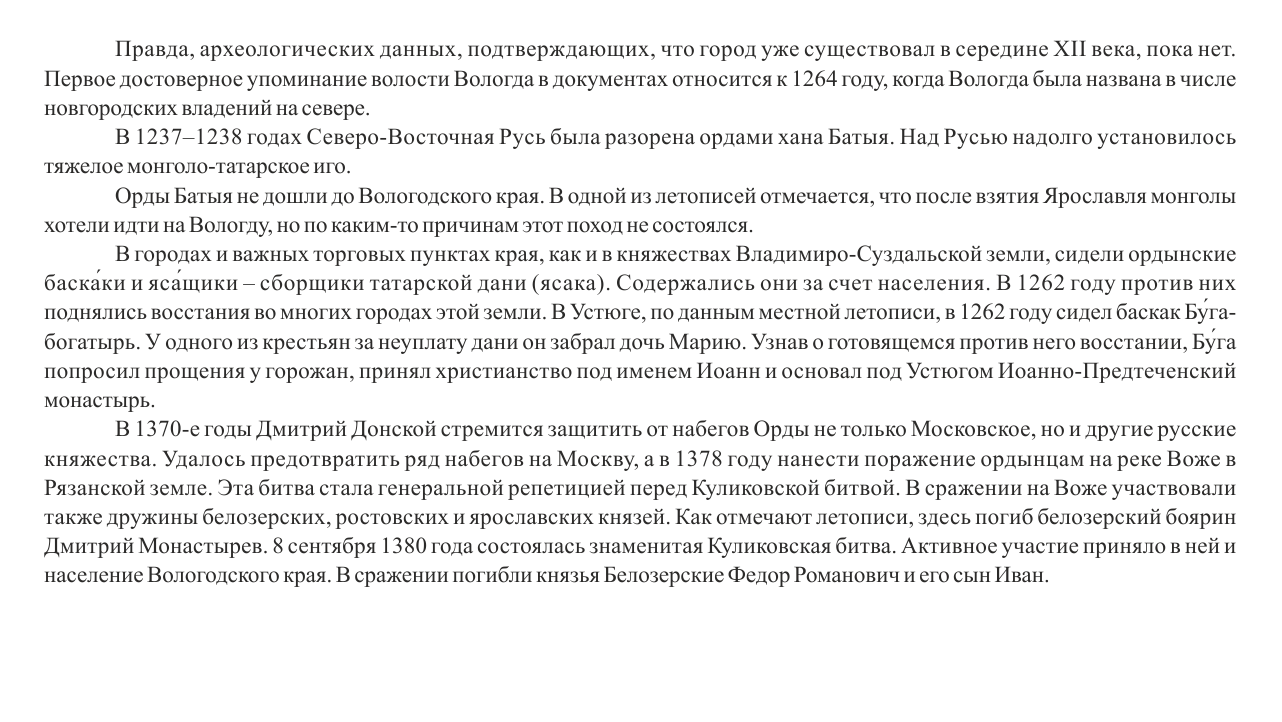 Правда, археологических данных, подтверждающих, что город уже существовал в середине XII века, пока нет.
Первое достоверное упоминание волости Вологда в документах относится к 1264 году, когда Вологда была названа в числе
новгородских владений на севере.
В 1237–1238 годах Северо-Восточная Русь была разорена ордами хана Батыя. Над Русью надолго установилось
тяжелое монголо-татарское иго.
Орды Батыя не дошли до Вологодского края. В одной из летописей отмечается, что после взятия Ярославля монголы
хотели идти на Вологду, но по каким-то причинам этот поход не состоялся.
В городах и важных торговых пунктах края, как и в княжествах Владимиро-Суздальской земли, сидели ордынские
баска́ки и яса́щики – сборщики татарской дани (ясака). Содержались они за счет населения. В 1262 году против них
поднялись восстания во многих городах этой земли. В Устюге, по данным местной летописи, в 1262 году сидел баскак Бу́га-
богатырь. У одного из крестьян за неуплату дани он забрал дочь Марию. Узнав о готовящемся против него восстании, Бу́га
попросил прощения у горожан, принял христианство под именем Иоанн и основал под Устюгом Иоанно-Предтеченский
монастырь.
В 1370-е годы Дмитрий Донской стремится защитить от набегов Орды не только Московское, но и другие русские
княжества. Удалось предотвратить ряд набегов на Москву, а в 1378 году нанести поражение ордынцам на реке Воже в
Рязанской земле. Эта битва стала генеральной репетицией перед Куликовской битвой. В сражении на Воже участвовали
также дружины белозерских, ростовских и ярославских князей. Как отмечают летописи, здесь погиб белозерский боярин
Дмитрий Монастырев. 8 сентября 1380 года состоялась знаменитая Куликовская битва. Активное участие приняло в ней и
население Вологодского края. В сражении погибли князья Белозерские Федор Романович и его сын Иван.